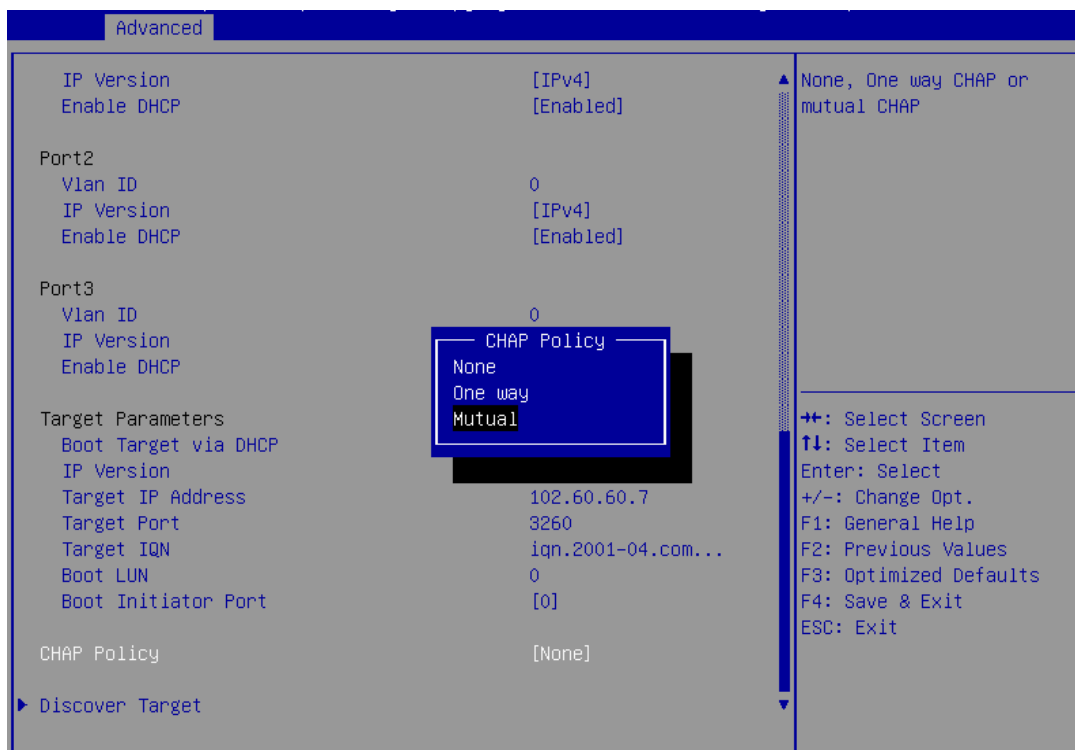 Advanced
IP Version [IPv4]
Enable DHCP [Enabled]
Port2
Vlan ID 0
IP Version [IPv4]
Enable DHCP [Enabled]
Port3
Vlan ID 0
IP Version
Enable DHCP
Target Parameters
Boot Target via DHCP
IP Version
Target IP Address 102.60.60.7
Target Port 3260
Target IQN iqn.2001-04.com...
Boot LUN 0
Boot Initiator Port [0]
CHAP Policy [None]
Discover Target
CHAP Policy
None
One way
Mutual
None, One way CHAP or
mutual CHAP
→←: Select Screen
↑↓: Select Item
Enter: Select
+/-: Change Opt.
F1: General Help
F2: Previous Values
F3: Optimized Defaults
F4: Save & Exit
ESC: Exit